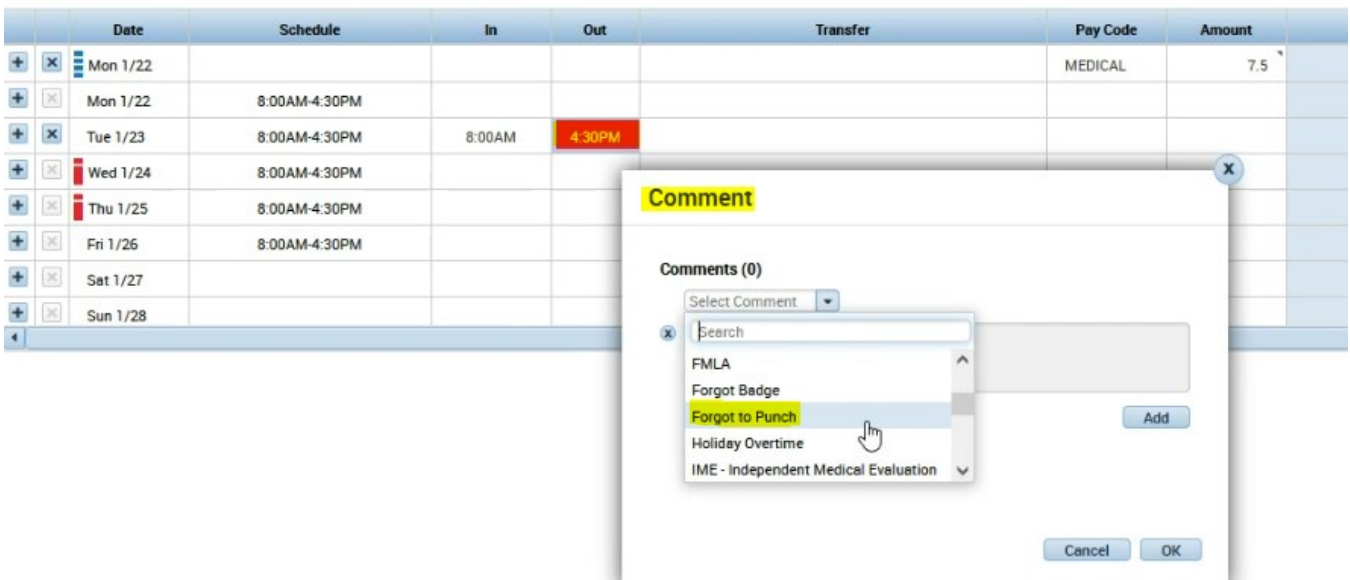 Date Schedule In Out Transfer Pay Code Amount
Mon 1/22 MEDICAL 7.5
Mon 1/22 8:00AM-4:30PM
Tue 1/23 8:00AM-4:30PM 8:00AM 4:30PM
Wed 1/24 8:00AM-4:30PM
Thu 1/25 8:00AM-4:30PM
Fri 1/26 8:00AM-4:30PM
Sat 1/27
Sun 1/28
Comment
Comments (0)
Select Comment
Search
FMLA
Forgot Badge
Forgot to Punch
Holiday Overtime
IME - Independent Medical Evaluation
Add
Cancel OK